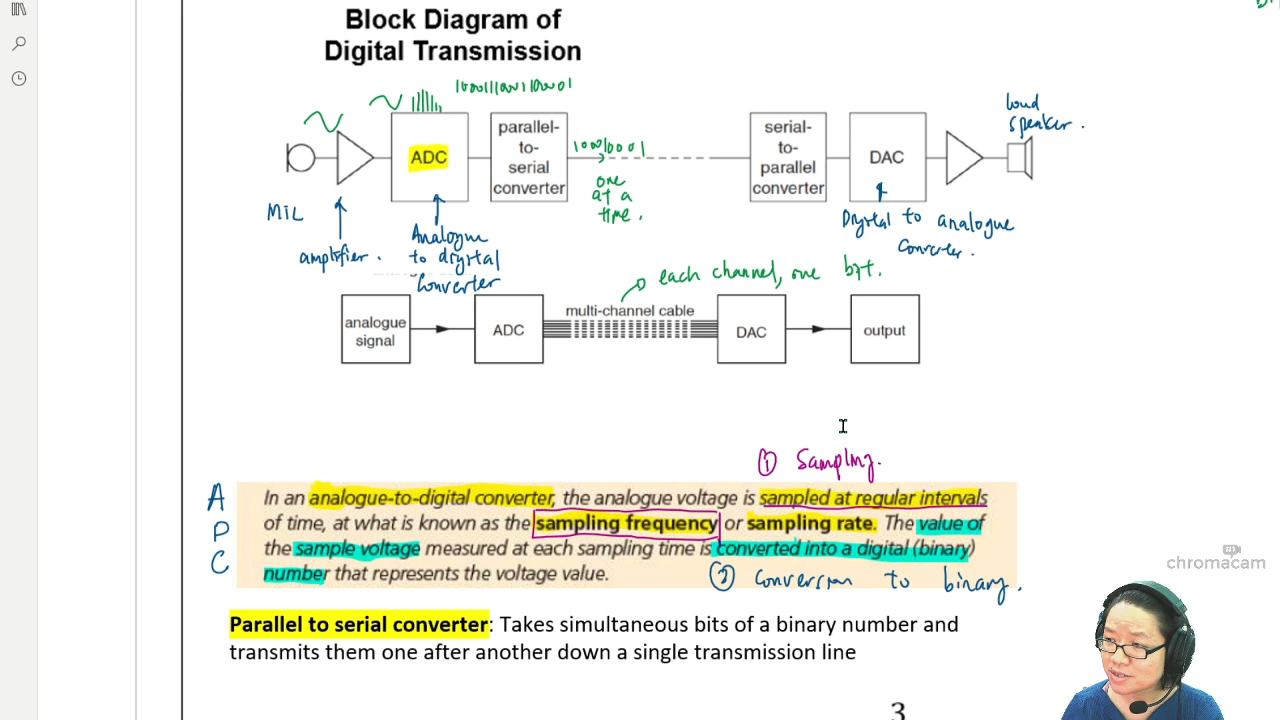 Block Diagram of
Digital Transmission
loud
speaker.
ADC
parallel-
to-
serial
converter
one
at a
time.
serial-
to-
parallel
converter
DAC
amplifier.
Analogue
to digital
converter
Digital to analogue
converter.
each channel, one bit.
analogue
signal
ADC
multi-channel cable
DAC
output
① Sampling.
A
D
C
In an analogue-to-digital converter, the analogue voltage is sampled at regular intervals
of time, at what is known as the sampling frequency or sampling rate. The value of
the sample voltage measured at each sampling time is converted into a digital (binary)
number that represents the voltage value.
② Conversion to binary.
chromacam
Parallel to serial converter: Takes simultaneous bits of a binary number and
transmits them one after another down a single transmission line
3